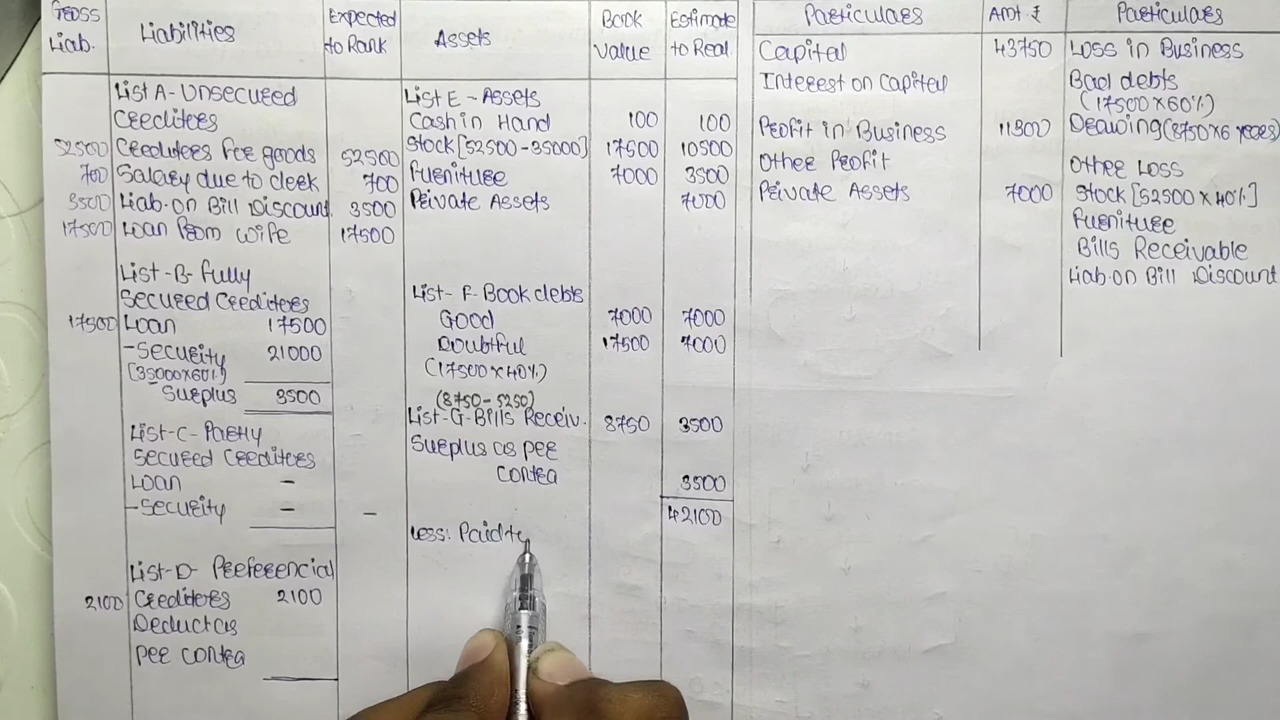 Gross Liab.
Liabilities
Expected to Rank
Assets
Book Value
Estimate to Real
Particulars
Amt. ₹
Particulars
List A - Unsecured
Creditors
52500 Creditors for goods 52500
700 Salary due to clerk 700
3500 Liab. on Bill Discount 3500
17500 Loan From wife 17500
List - B - Fully
Secured Creditors
17500 Loan 17500
- Security 21000
(35000x60%)
Surplus 3500
List - C - Partly
Secured Creditors
Loan -
- Security - -
List - D - Preferencial
2100 Creditors 2100
Deduct as
per contra
List E - Assets
Cash in Hand 100 100
Stock [52500 - 35000] 17500 10500
Furniture 7000 3500
Private Assets 7000
List - F - Book debts
Good 7000 7000
Doubtful 17500 7000
(17500 x 40%)
(8750 - 5250)
List - G - Bills Receiv. 8750 3500
Surplus as per
contra 3500
42100
Less: Paid t
Capital 43750
Interest on Capital
Profit in Business 11900
Other Profit
Private Assets 7000
Loss in Business
Bad debts
(17500 x 60%)
Drawing (8750 x 6 years)
Other Loss
Stock [52500 x 40%]
Furniture
Bills Receivable
Liab. on Bill Discount